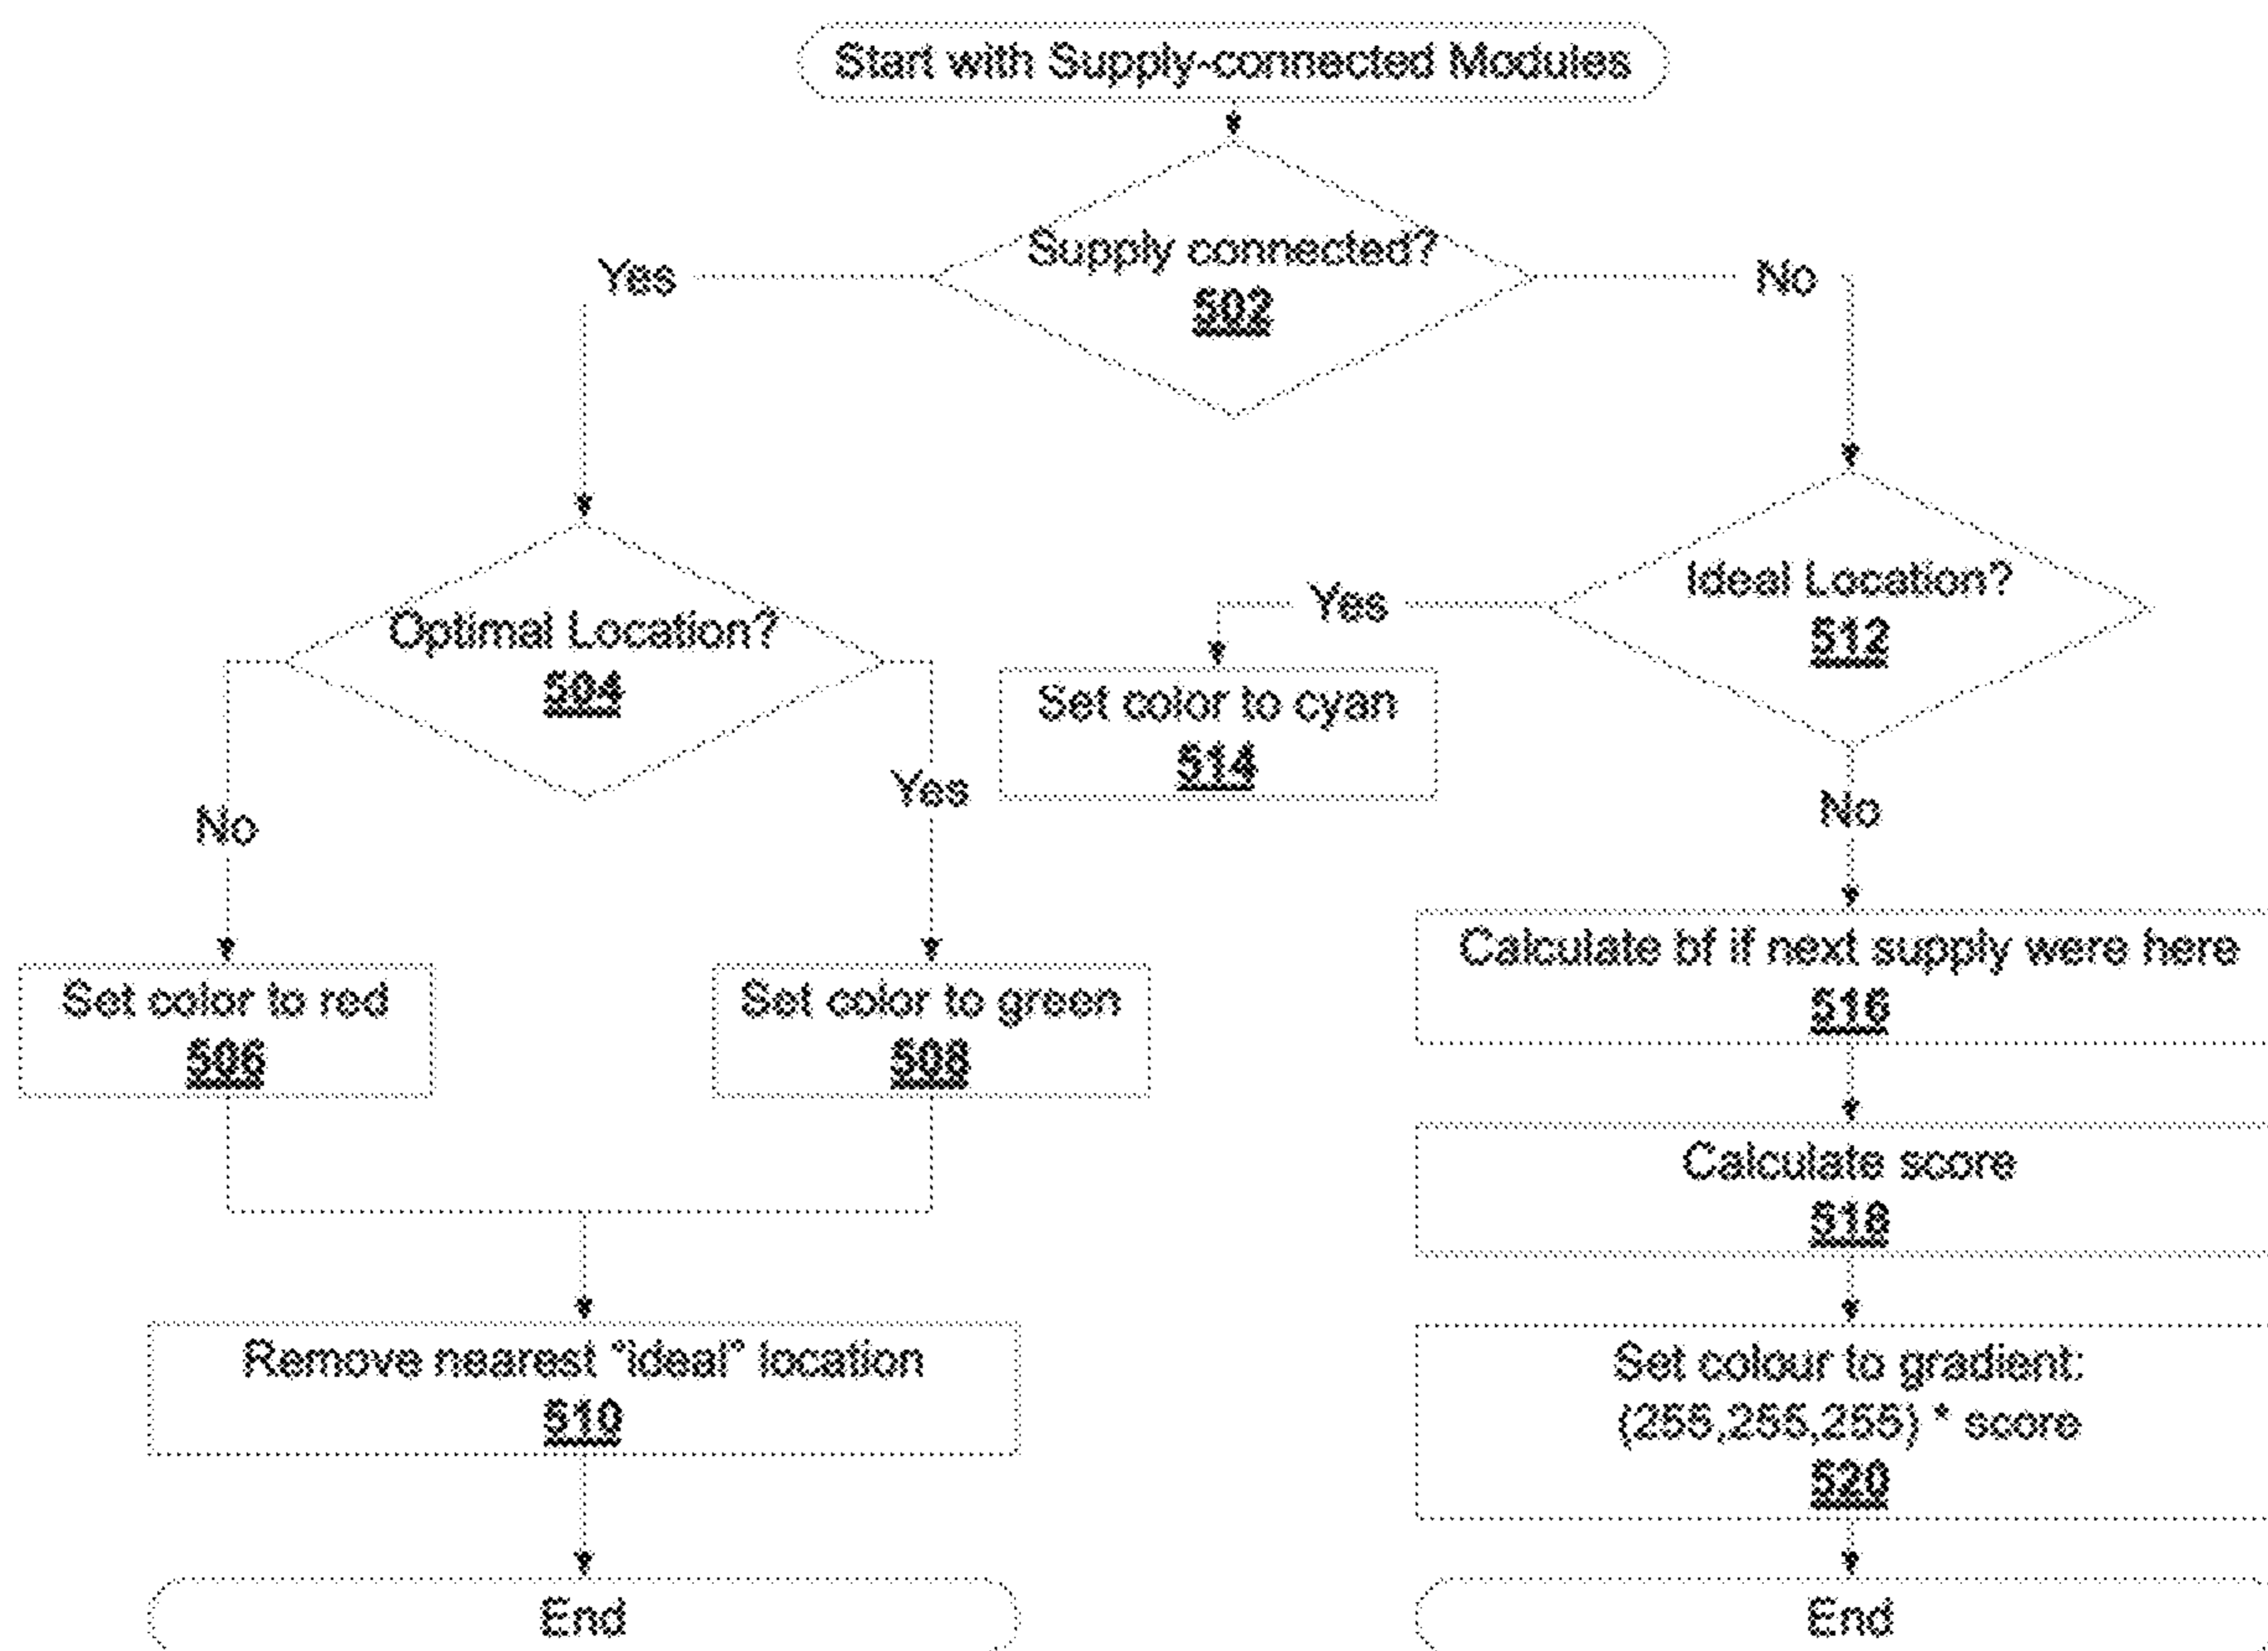 Start with Supply-connected Modules
Supply connected?
502
Yes
No
Optimal Location?
504
Ideal Location?
512
Yes
Set color to cyan
514
No
Yes
No
Set color to red
506
Set color to green
508
Calculate bf if next supply were here
516
Calculate score
518
Remove nearest "ideal" location
510
Set colour to gradient:
(255,255,255) * score
520
End
End